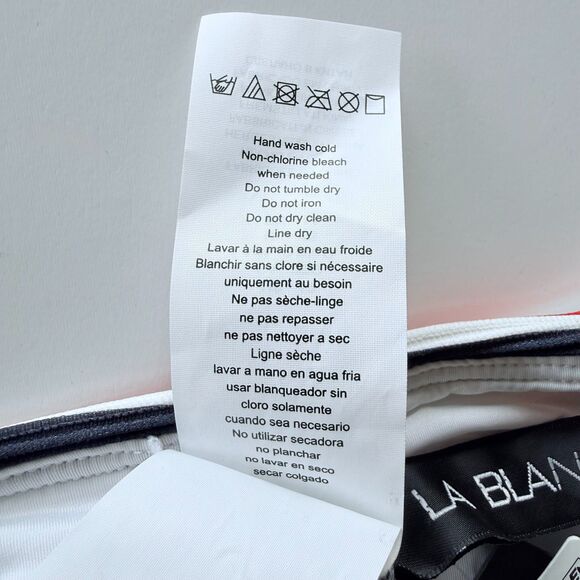 Hand wash cold
Non-chlorine bleach
when needed
Do not tumble dry
Do not iron
Do not dry clean
Line dry
Lavar à la main en eau froide
Blanchir sans clore si nécessaire
uniquement au besoin
Ne pas sèche-linge
ne pas repasser
ne pas nettoyer a sec
Ligne sèche
lavar a mano en agua fria
usar blanqueador sin
cloro solamente
cuando sea necesario
No utilizar secadora
no planchar
no lavar en seco
secar colgado
LA BLAN